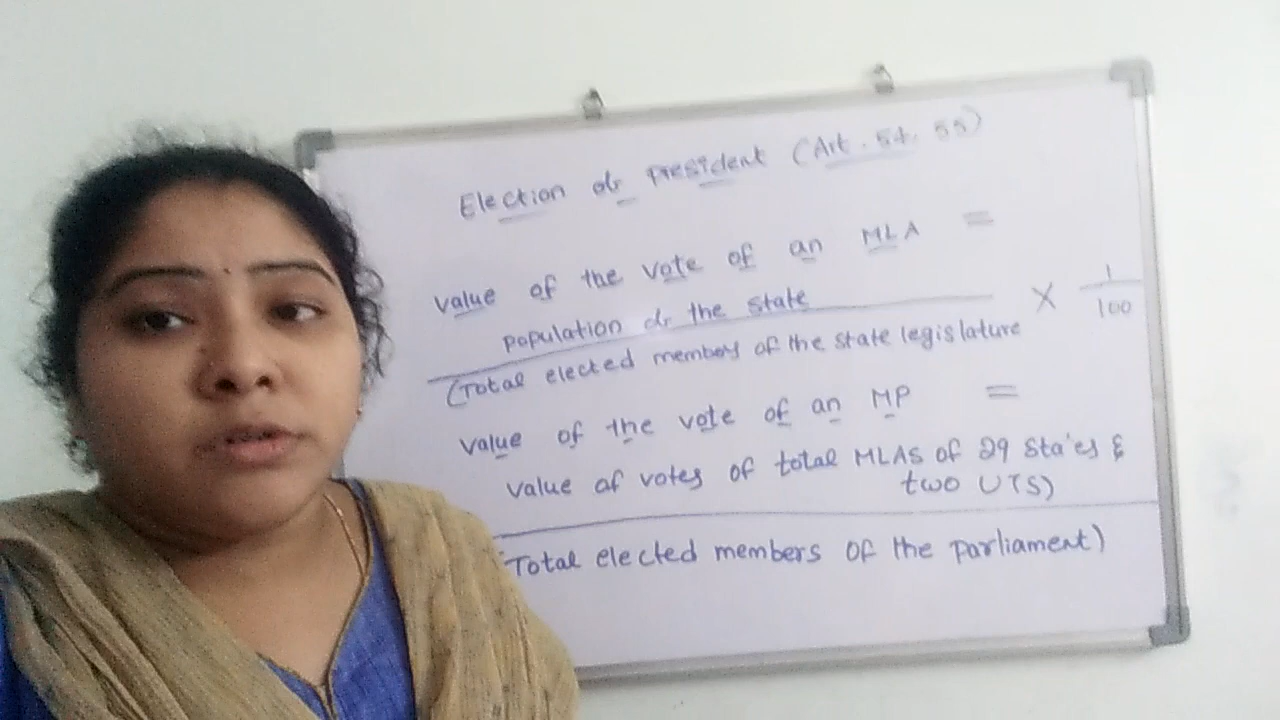 Election of president (Art. 54, 55)
value of the vote of an MLA =
population of the state × 1
(Total elected members of the state legislature 100
value of the vote of an MP =
value of votes of total MLAS of 29 States &
two UTS)
(Total elected members of the parliament)